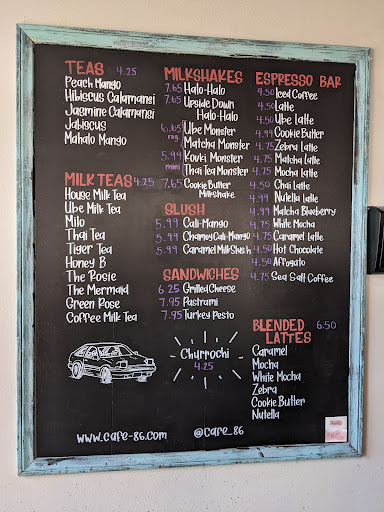 TEAS 4.25
Peach Mango
Hibiscus Calamansi
Jasmine Calamansi
Jabiscus
Mahalo Mango
MILK TEAS 4.25
House Milk Tea
Ube Milk Tea
Milo
Thai Tea
Tiger Tea
Honey B
The Rosie
The Mermaid
Green Rose
Coffee Milk Tea
MILKSHAKES
7.65 Halo-Halo
7.65 Upside Down
Halo-Halo
6.65 Ube Monster
reg. Matcha Monster
5.99 Kouki Monster
mini Thai Tea Monster
7.65 Cookie Butter
Milkshake
SLUSH
5.99 Cali-Mango
5.99 Chamoy Cali-Mango
5.99 Caramel Milk Slush
SANDWICHES
6.25 Grilled Cheese
7.95 Pastrami
7.95 Turkey Pesto
Churrochi
4.25
ESPRESSO BAR
4.50 Iced Coffee
4.50 Latte
4.50 Ube Latte
4.99 Cookie Butter
4.75 Zebra Latte
4.75 Matcha Latte
4.75 Mocha Latte
4.50 Chai Latte
4.99 Nutella Latte
4.99 Matcha Blueberry
4.75 White Mocha
4.75 Caramel Latte
4.50 Hot Chocolate
4.50 Affogato
4.75 Sea Salt Coffee
BLENDED 6.50
LATTES
Caramel
Mocha
White Mocha
Zebra
Cookie Butter
Nutella
www.cafe-86.com @cafe_86